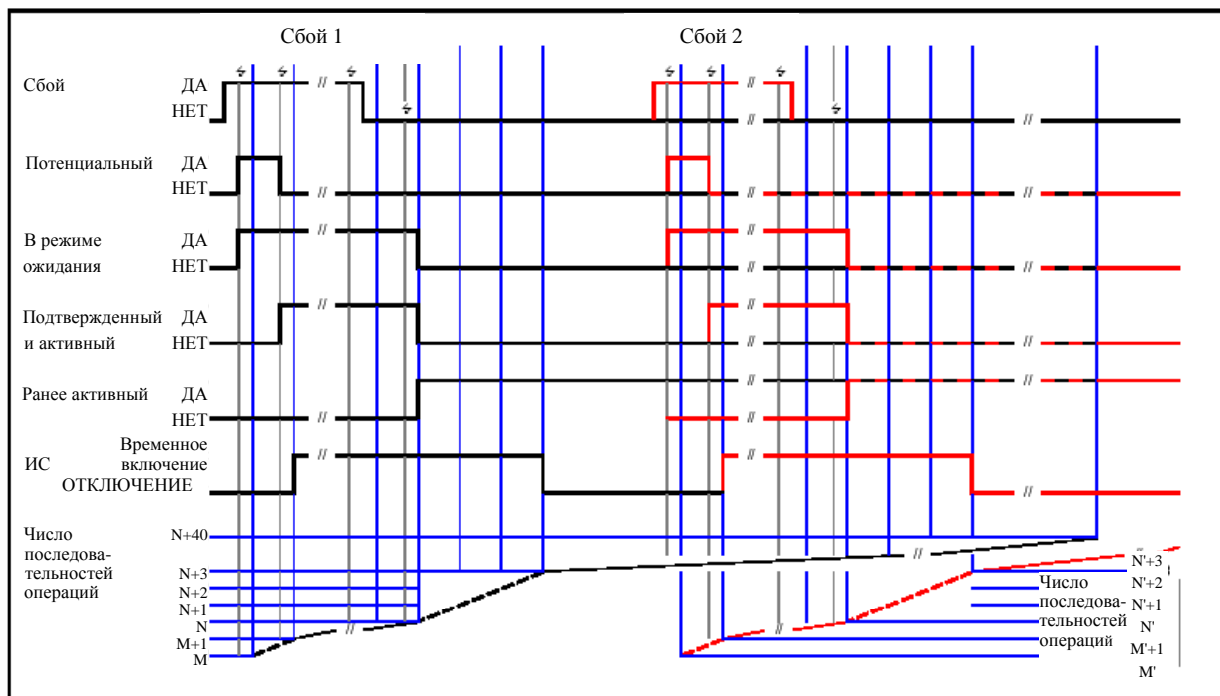 Сбой 1
Сбой 2
Сбой
ДА
НЕТ
Потенциальный
ДА
НЕТ
В режиме
ожидания
ДА
НЕТ
Подтвержденный
и активный
ДА
НЕТ
Ранее активный
ДА
НЕТ
ИС
Временное
включение
ОТКЛЮЧЕНИЕ
Число
последова-
тельностей
операций
N+40
N+3
N+2
N+1
N
M+1
M
Число
последова-
тельностей
операций
N'+3
N'+2
N'+1
N'
M'+1
M'